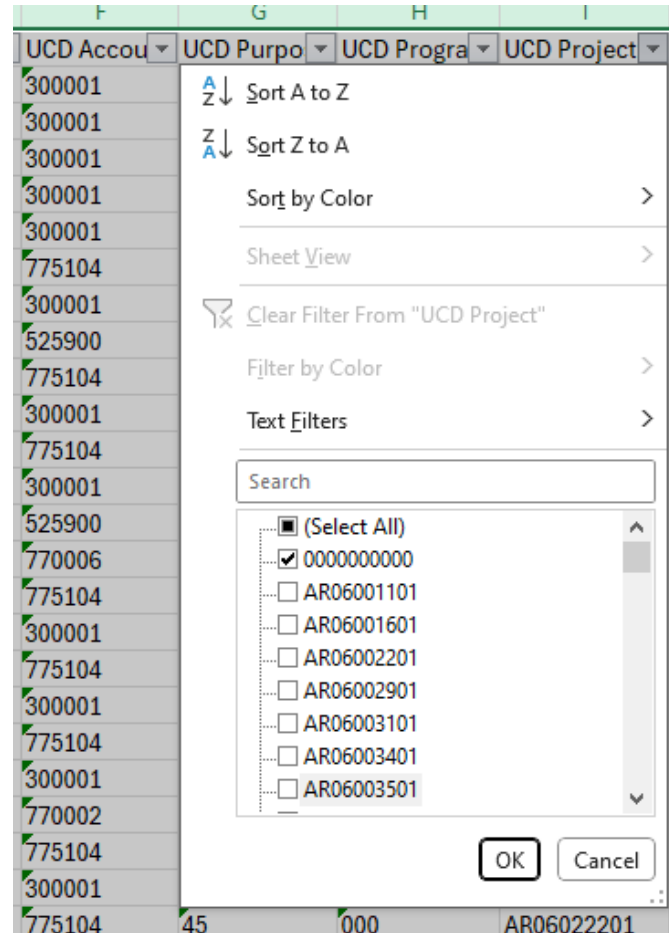 F G H I
UCD Accou UCD Purpo UCD Progra UCD Project
300001
300001
300001
300001
300001
775104
300001
525900
775104
300001
775104
300001
525900
770006
775104
300001
775104
300001
775104
300001
770002
775104
300001
775104 45 000 AR06022201
Sort A to Z
Sort Z to A
Sort by Color
Sheet View
Clear Filter From "UCD Project"
Filter by Color
Text Filters
Search
(Select All)
0000000000
AR06001101
AR06001601
AR06002201
AR06002901
AR06003101
AR06003401
AR06003501
OK Cancel